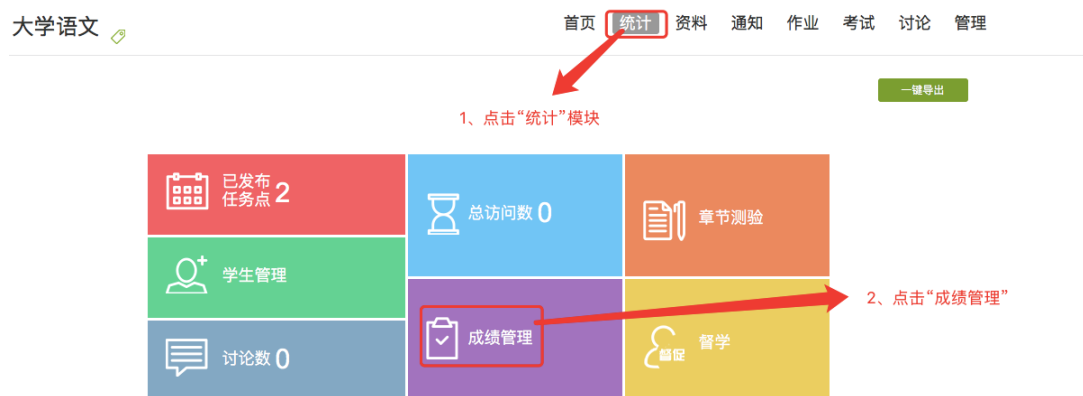 大学语文
首页 统计 资料 通知 作业 考试 讨论 管理
一键导出
1、点击“统计”模块
已发布
任务点 2
总访问数 0
章节测验
学生管理
2、点击“成绩管理”
成绩管理
督促 督学
讨论数 0